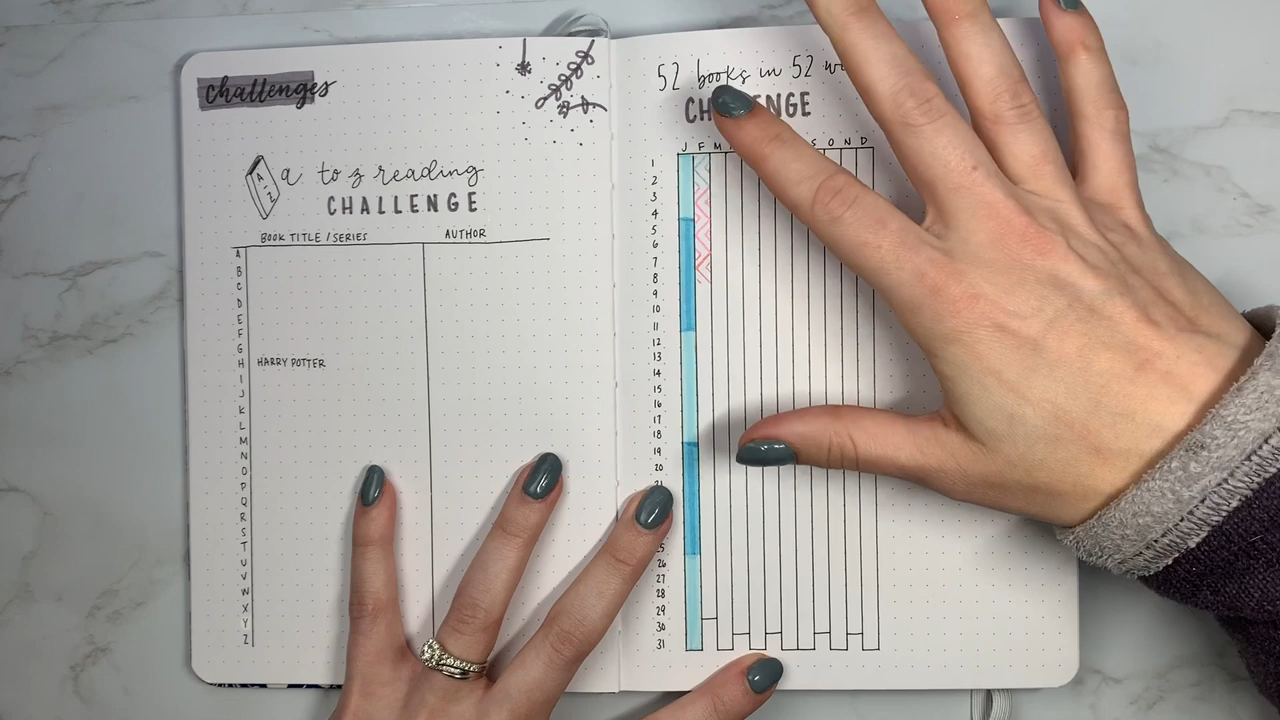 challenges
A - Z
a to z reading
CHALLENGE
BOOK TITLE / SERIES AUTHOR
A
B
C
D
E
F
G
H HARRY POTTER
I
J
K
L
M
N
O
P
Q
R
S
T
U
V
W
X
Y
Z
52 books in 52
J F M S O N D
1
2
3
4
5
6
7
8
9
10
11
12
13
14
15
16
17
18
19
20
21
25
26
27
28
29
30
31